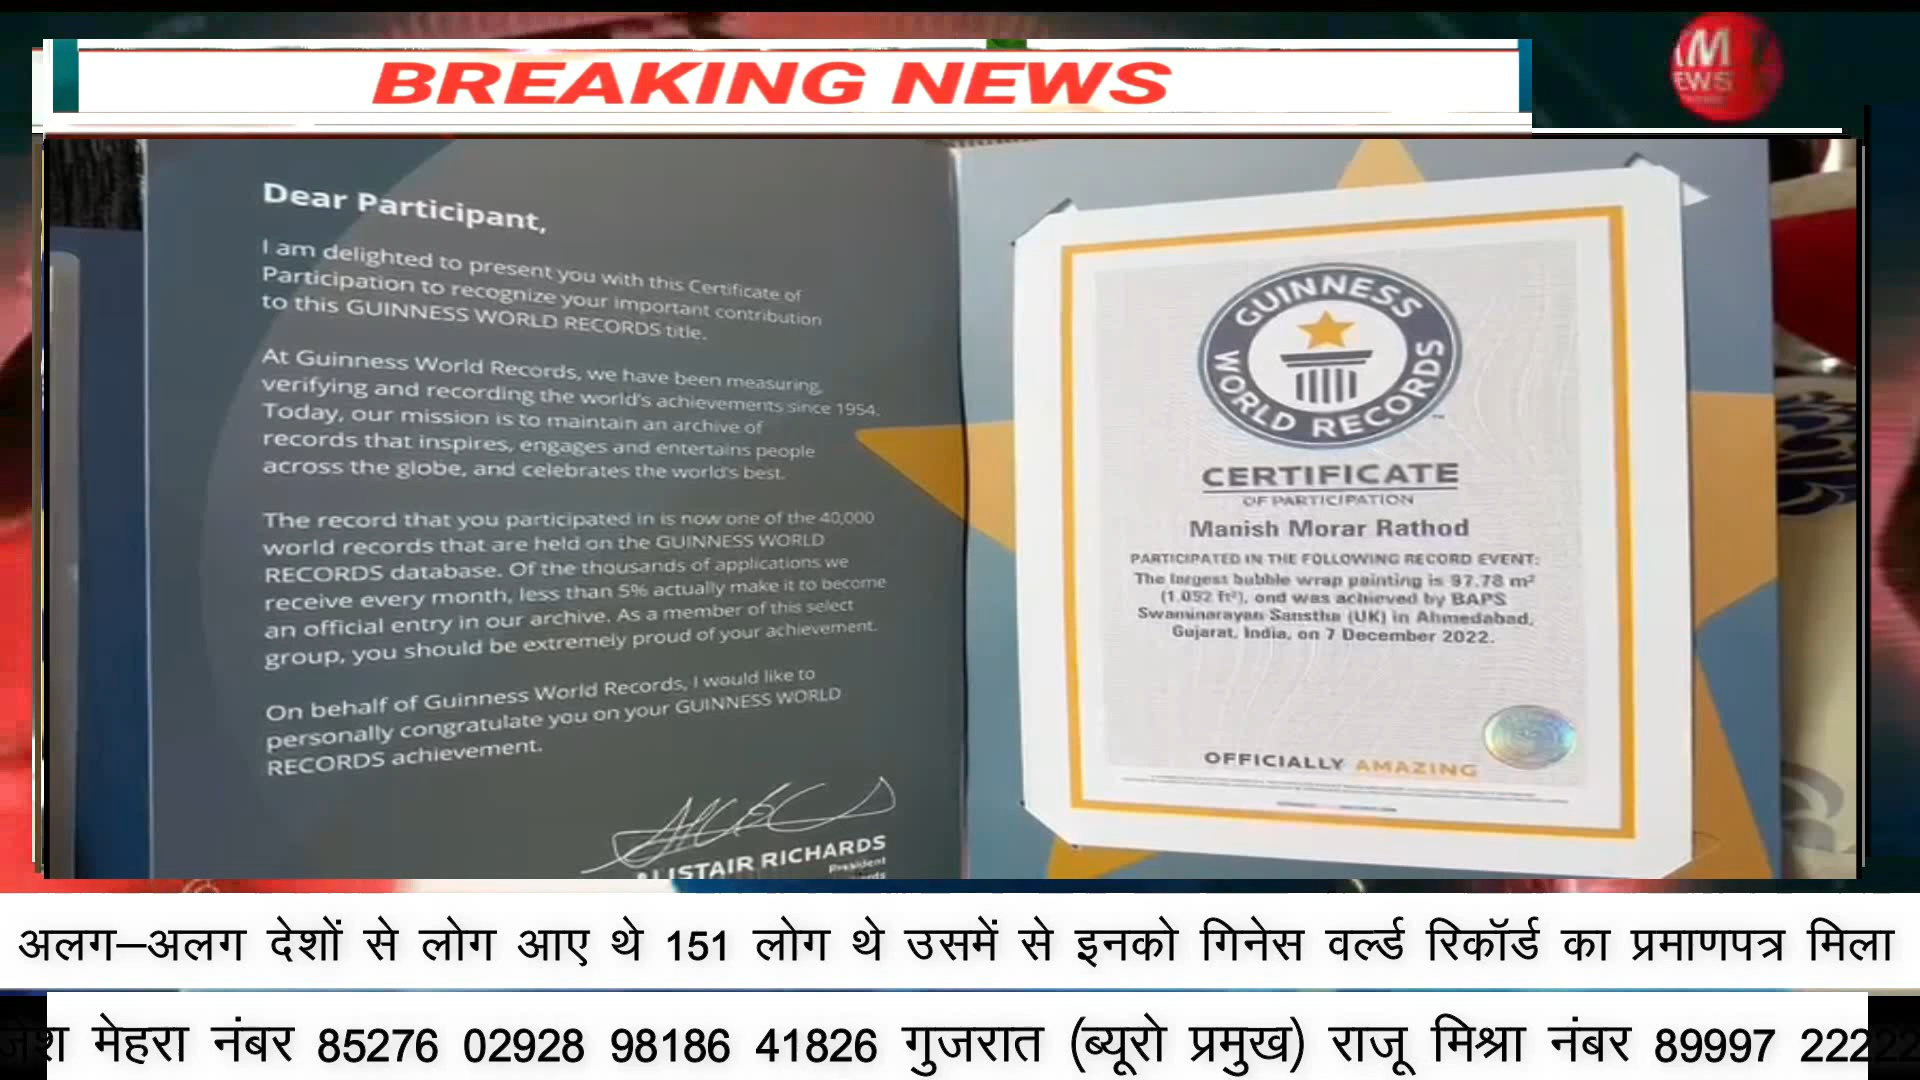 BREAKING NEWS
M
EWS
Dear Participant,
I am delighted to present you with this Certificate of
Participation to recognize your important contribution
to this GUINNESS WORLD RECORDS title.
At Guinness World Records, we have been measuring,
verifying and recording the world's achievements since 1954.
Today, our mission is to maintain an archive of
records that inspires, engages and entertains people
across the globe, and celebrates the world's best.
The record that you participated in is now one of the 40,000
world records that are held on the GUINNESS WORLD
RECORDS database. Of the thousands of applications we
receive every month, less than 5% actually make it to become
an official entry in our archive. As a member of this select
group, you should be extremely proud of your achievement.
On behalf of Guinness World Records, I would like to
personally congratulate you on your GUINNESS WORLD
RECORDS achievement.
ALISTAIR RICHARDS
President
GUINNESS
WORLD RECORDS
CERTIFICATE
OF PARTICIPATION
Manish Morar Rathod
PARTICIPATED IN THE FOLLOWING RECORD EVENT:
The largest bubble wrap painting is 97.78 m²
(1,052 ft²), and was achieved by BAPS
Swaminarayan Sanstha (UK) in Ahmedabad,
Gujarat, India, on 7 December 2022.
OFFICIALLY AMAZING
अलग–अलग देशों से लोग आए थे 151 लोग थे उसमें से इनको गिनेस वर्ल्ड रिकॉर्ड का प्रमाणपत्र मिला
मेहरा नंबर 85276 02928 98186 41826 गुजरात (ब्यूरो प्रमुख) राजू मिश्रा नंबर 89997 22222